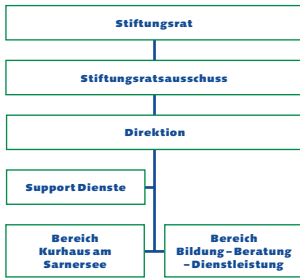 Stiftungsrat
Stiftungsratsausschuss
Direktion
Support Dienste
Bereich
Kurhaus am
Sarnersee
Bereich
Bildung – Beratung
– Dienstleistung